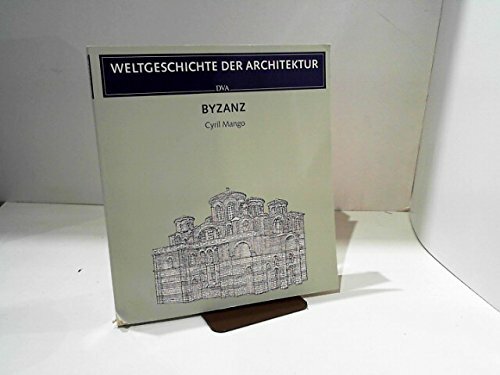 WELTGESCHICHTE DER ARCHITEKTUR
DVA
BYZANZ
Cyril Mango